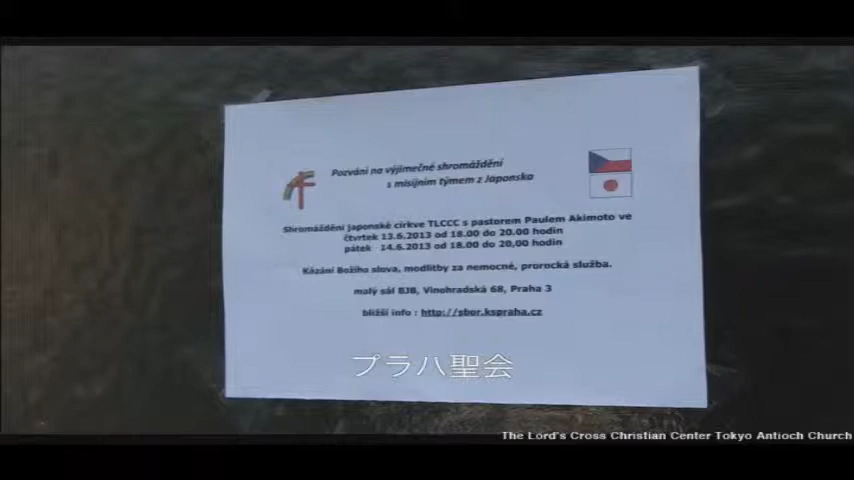 Pozvání na výjimečné shromáždění
s misijním týmem z Japonska
Shromáždění japonské církve TLCCC s pastorem Paulem Akimoto ve
čtvrtek 13.6.2013 od 18.00 do 20.00 hodin
pátek 14.6.2013 od 18.00 do 20,00 hodin
Kázání Božího slova, modlitby za nemocné, prorocká služba.
malý sál BJB, Vinohradská 68, Praha 3
bližší info : http://sbor.kspraha.cz
プラハ聖会
The Lord's Cross Christian Center Tokyo Antioch Church